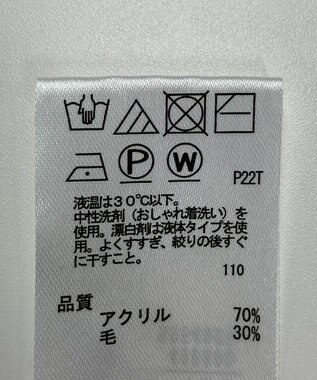 P
W
P22T
液温は30℃以下。
中性洗剤(おしゃれ着洗い)を
使用。漂白剤は液体タイプを使
用。よくすすぎ、絞りの後すぐ
に干すこと。
110
品質
アクリル 70%
毛 30%